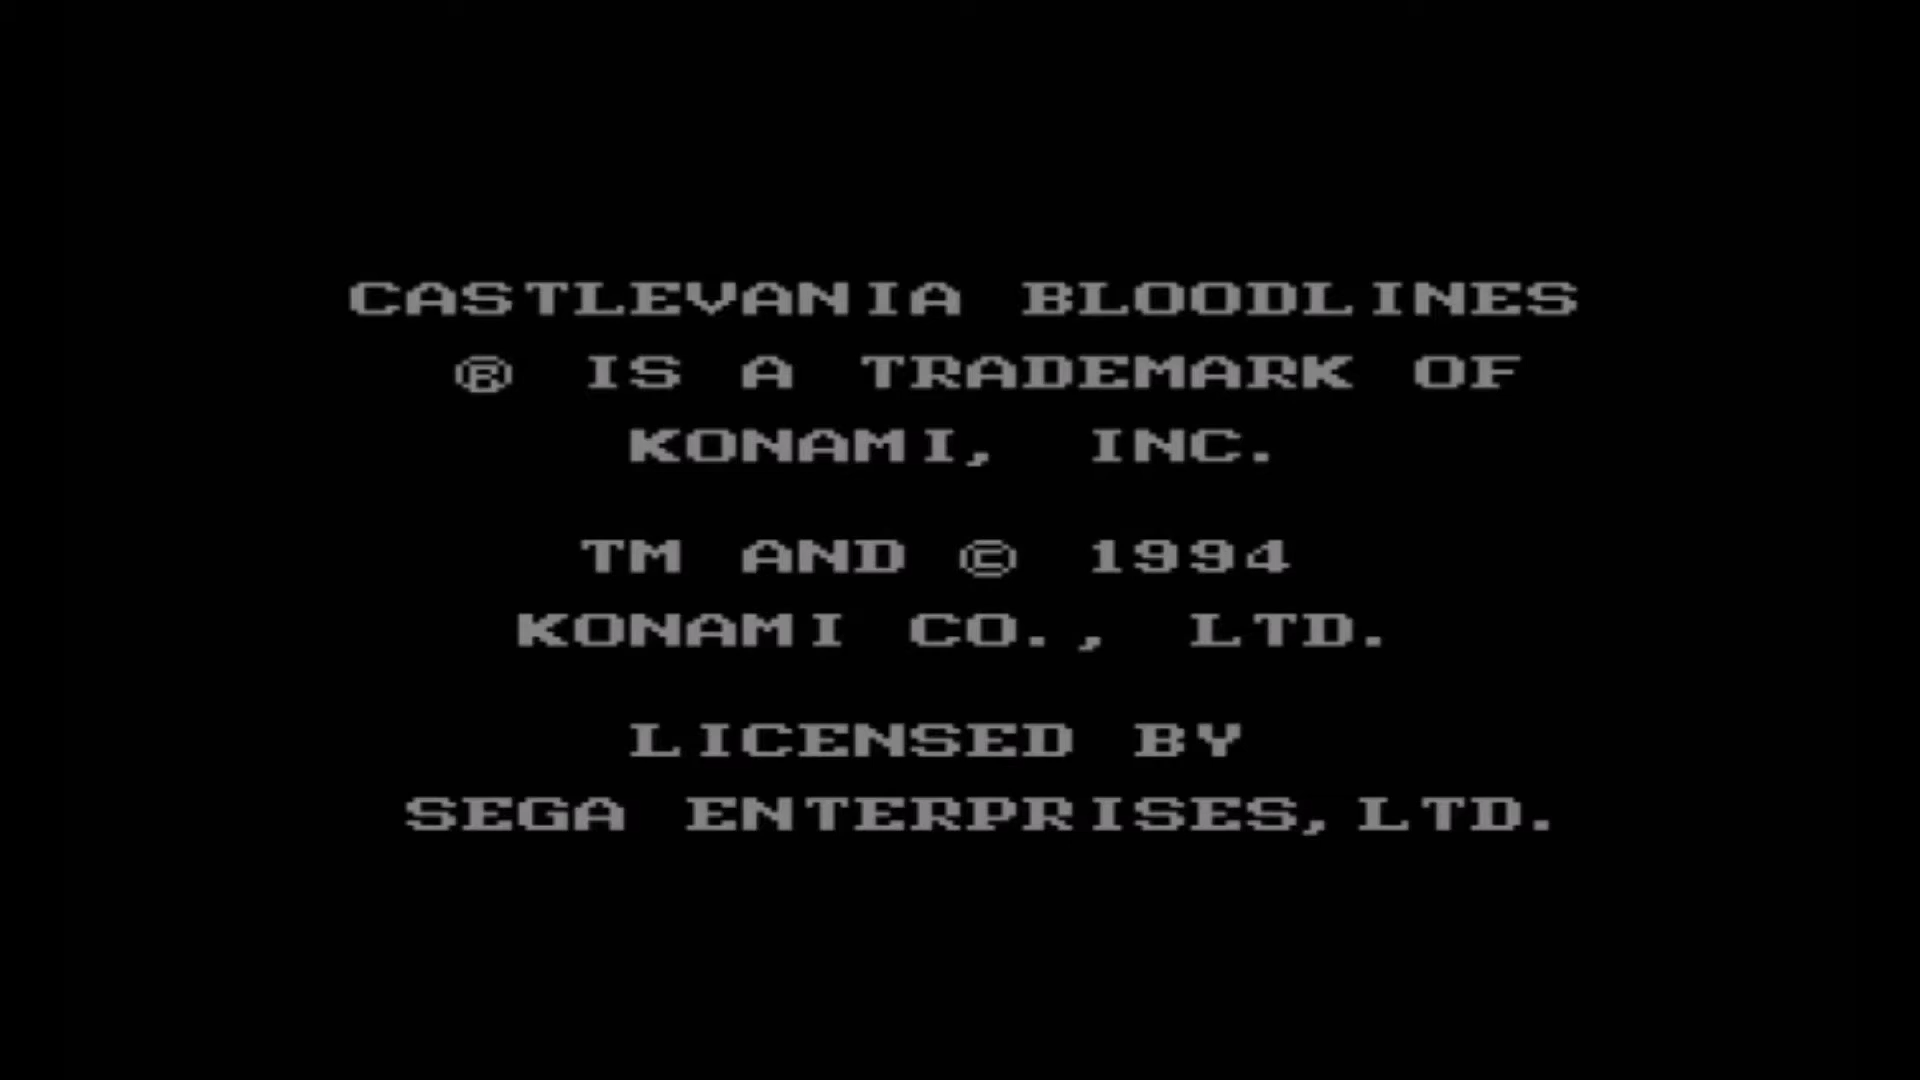 CASTLEVANIA BLOODLINES
® IS A TRADEMARK OF
KONAMI, INC.
TM AND © 1994
KONAMI CO., LTD.
LICENSED BY
SEGA ENTERPRISES,LTD.